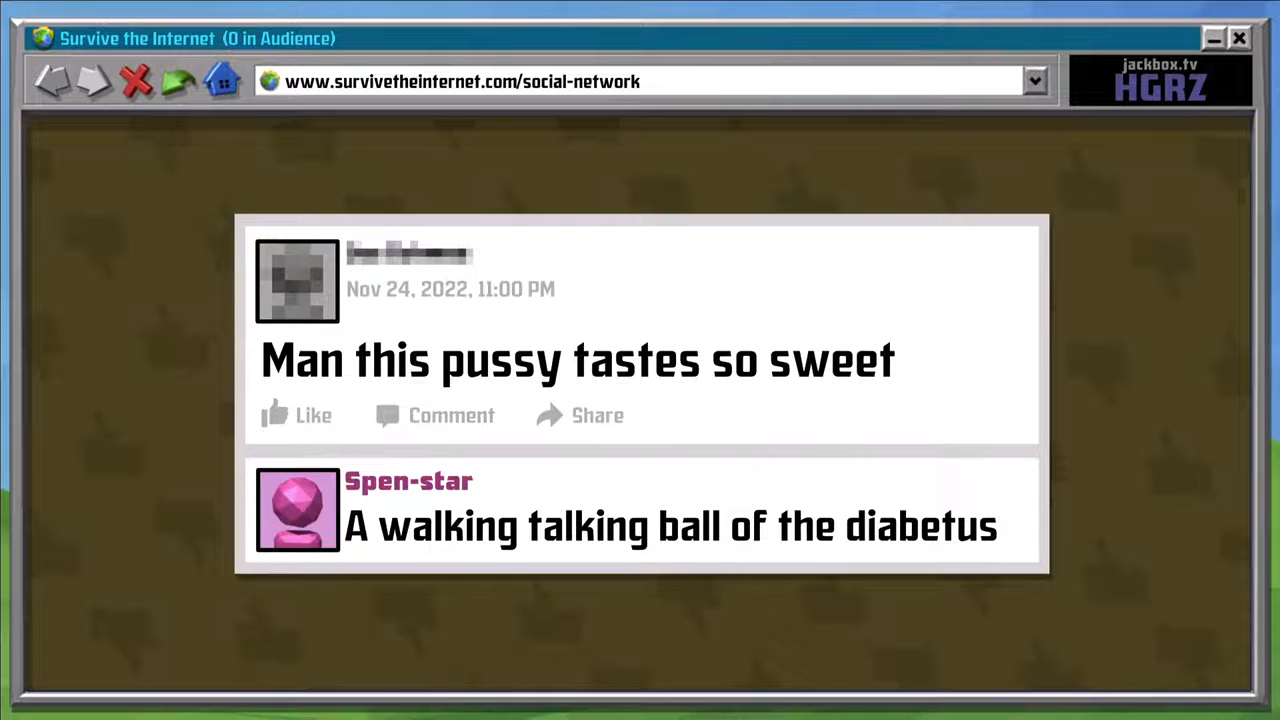 Survive the Internet (0 in Audience)
www.survivetheinternet.com/social-network
jackbox.tv
HGRZ
Nov 24, 2022, 11:00 PM
Man this pussy tastes so sweet
Like Comment Share
Spen-star
A walking talking ball of the diabetus